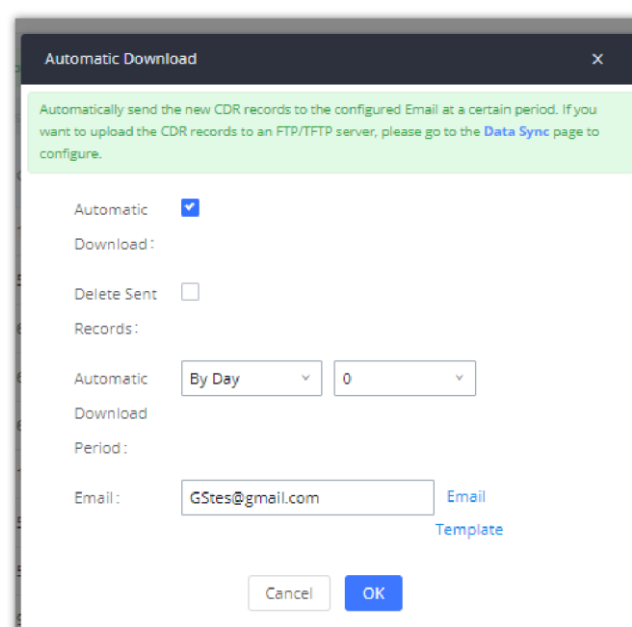 Automatic Download
Automatically send the new CDR records to the configured Email at a certain period. If you
want to upload the CDR records to an FTP/TFTP server, please go to the Data Sync page to
configure.
Automatic
Download:
Delete Sent
Records:
Automatic By Day 0
Download
Period:
Email: GStes@gmail.com Email
Template
Cancel OK